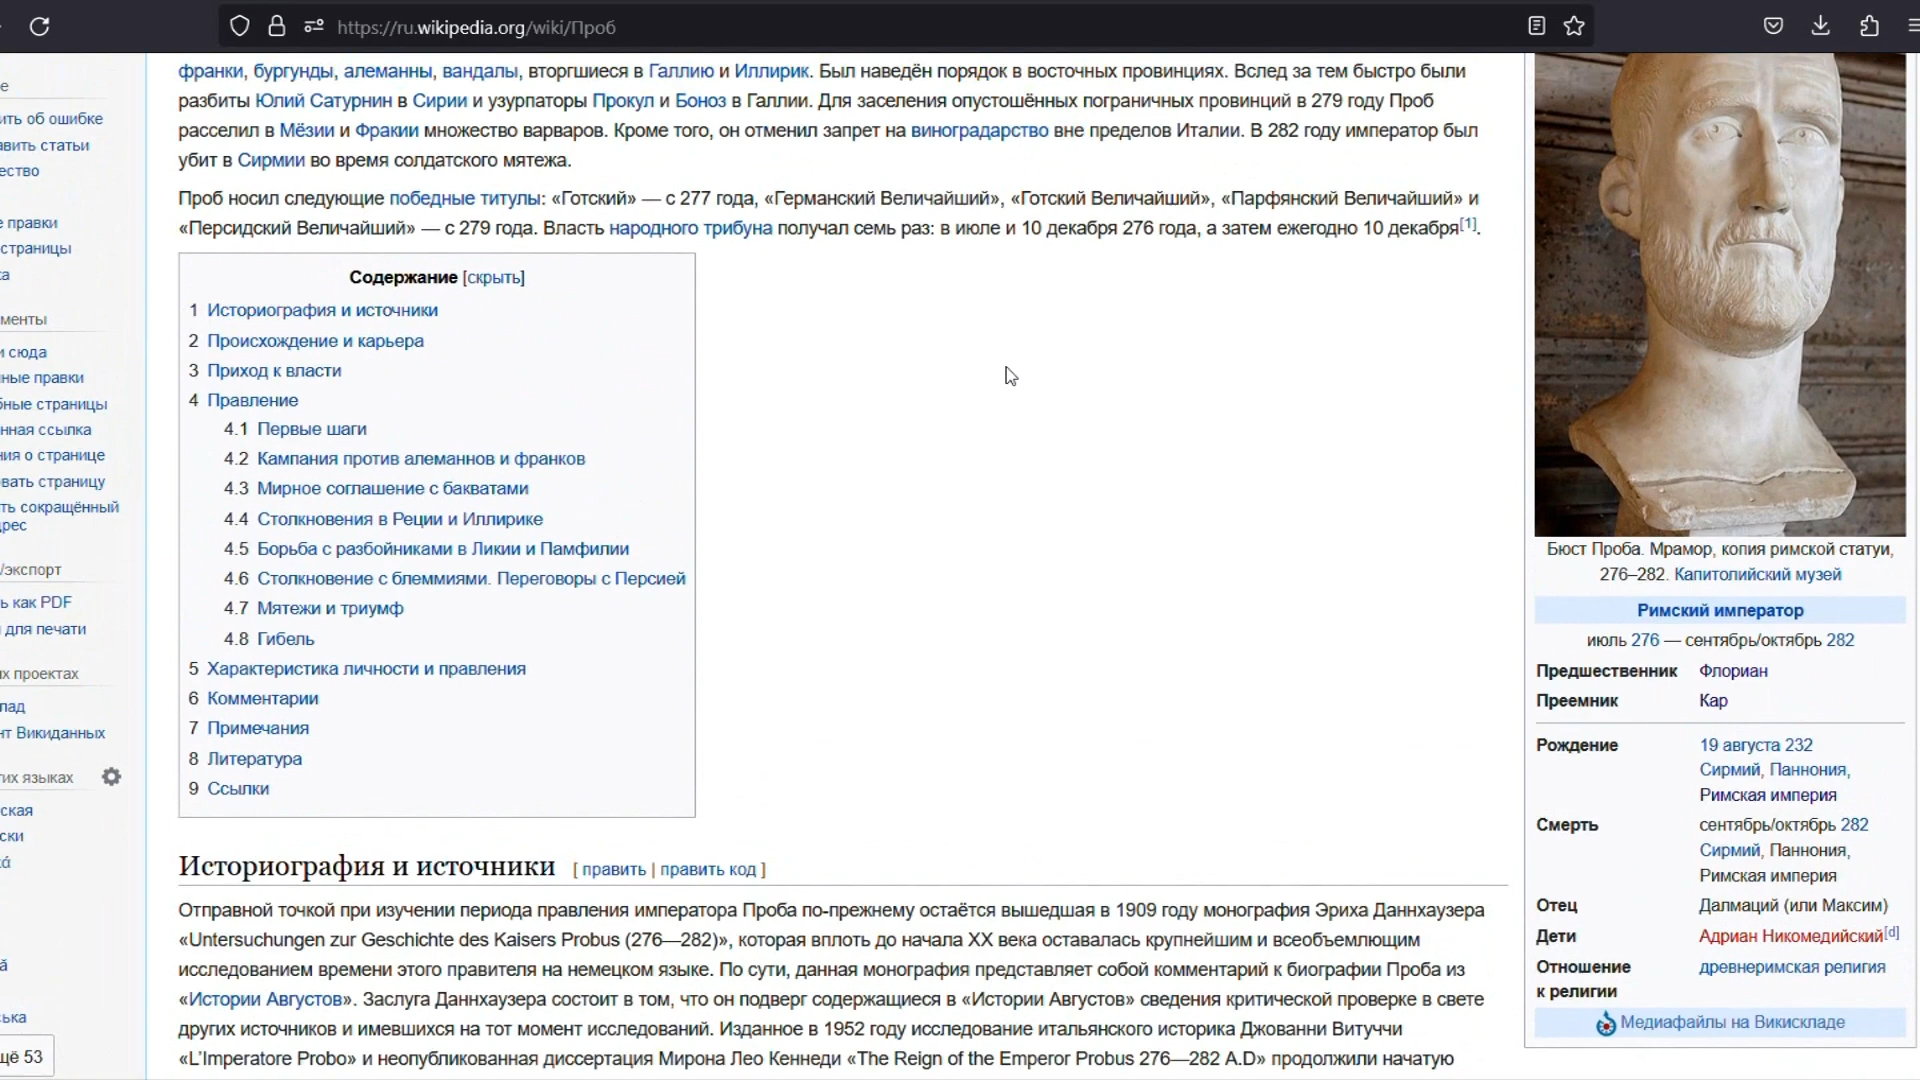 https://ru.wikipedia.org/wiki/Проб
франки, бургунды, алеманны, вандалы, вторгшиеся в Галлию и Иллирик. Был наведён порядок в восточных провинциях. Вслед за тем быстро были
разбиты Юлий Сатурнин в Сирии и узурпаторы Прокул и Боноз в Галлии. Для заселения опустошённых пограничных провинций в 279 году Проб
расселил в Мёзии и Фракии множество варваров. Кроме того, он отменил запрет на виноградарство вне пределов Италии. В 282 году император был
убит в Сирмии во время солдатского мятежа.
Проб носил следующие победные титулы: «Готский» — с 277 года, «Германский Величайший», «Готский Величайший», «Парфянский Величайший» и
«Персидский Величайший» — с 279 года. Власть народного трибуна получал семь раз: в июле и 10 декабря 276 года, а затем ежегодно 10 декабря[1].
Содержание [скрыть]
1 Историография и источники
2 Происхождение и карьера
3 Приход к власти
4 Правление
4.1 Первые шаги
4.2 Кампания против алеманнов и франков
4.3 Мирное соглашение с бакватами
4.4 Столкновения в Реции и Иллирике
4.5 Борьба с разбойниками в Ликии и Памфилии
4.6 Столкновение с блеммиями. Переговоры с Персией
4.7 Мятежи и триумф
4.8 Гибель
5 Характеристика личности и правления
6 Комментарии
7 Примечания
8 Литература
9 Ссылки
Историография и источники [ править | править код ]
Отправной точкой при изучении периода правления императора Проба по-прежнему остаётся вышедшая в 1909 году монография Эриха Даннхаузера
«Untersuchungen zur Geschichte des Kaisers Probus (276—282)», которая вплоть до начала XX века оставалась крупнейшим и всеобъемлющим
исследованием времени этого правителя на немецком языке. По сути, данная монография представляет собой комментарий к биографии Проба из
«Истории Августов». Заслуга Даннхаузера состоит в том, что он подверг содержащиеся в «Истории Августов» сведения критической проверке в свете
других источников и имевшихся на тот момент исследований. Изданное в 1952 году исследование итальянского историка Джованни Витуччи
«L'Imperatore Probo» и неопубликованная диссертация Мирона Лео Кеннеди «The Reign of the Emperor Probus 276—282 A.D» продолжили начатую
Бюст Проба. Мрамор, копия римской статуи,
276–282. Капитолийский музей
Римский император
июль 276 — сентябрь/октябрь 282
Предшественник Флориан
Преемник Кар
Рождение 19 августа 232
Сирмий, Паннония,
Римская империя
Смерть сентябрь/октябрь 282
Сирмий, Паннония,
Римская империя
Отец Далмаций (или Максим)
Дети Адриан Никомедийский[d]
Отношение
к религии древнеримская религия
Медиафайлы на Викискладе
е
ить об ошибке
авить статьи
ество
е правки
страницы
ка
менты
и сюда
нные правки
бные страницы
нная ссылка
ния о странице
овать страницу
ть сокращённый
дрес
/экспорт
ь как PDF
для печати
х проектах
лад
нт Викиданных
гих языках
ская
ски
ká
ă
ська
щё 53